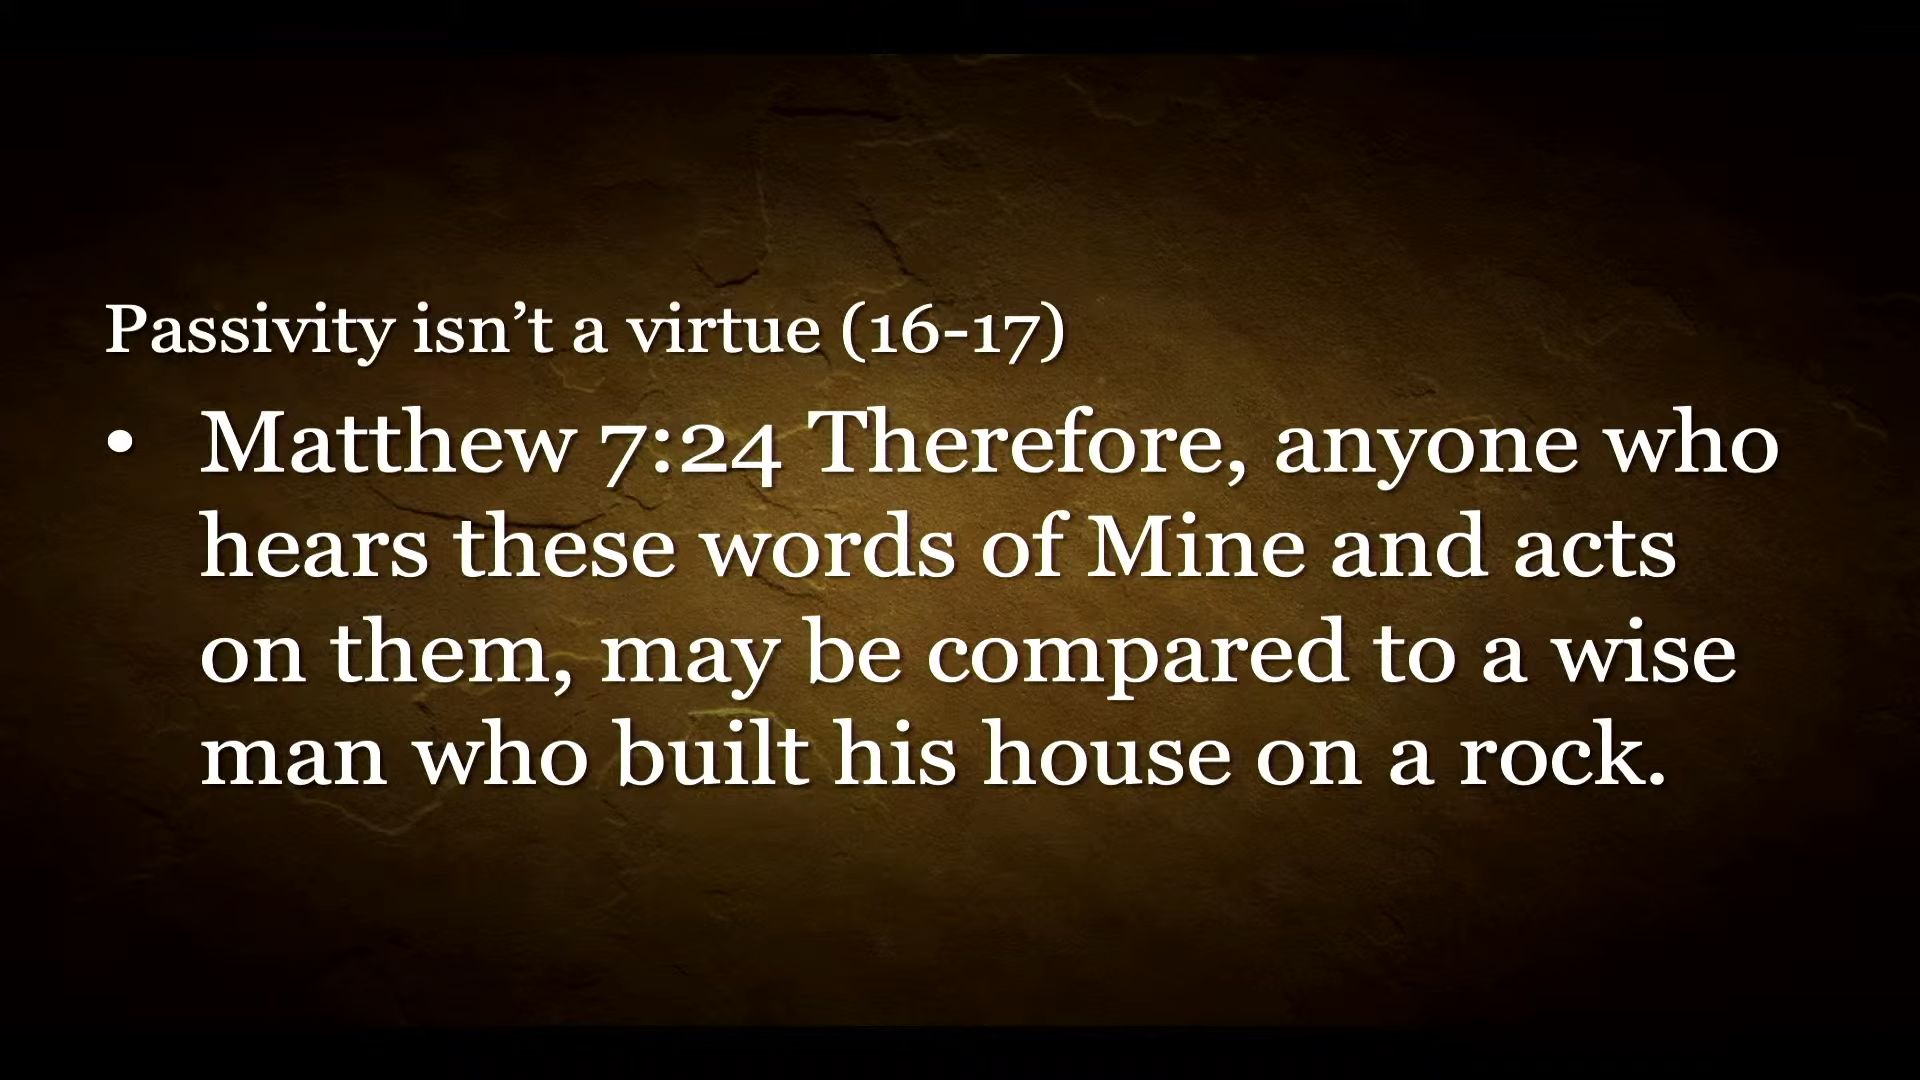 Passivity isn’t a virtue (16-17)
• Matthew 7:24 Therefore, anyone who
hears these words of Mine and acts
on them, may be compared to a wise
man who built his house on a rock.